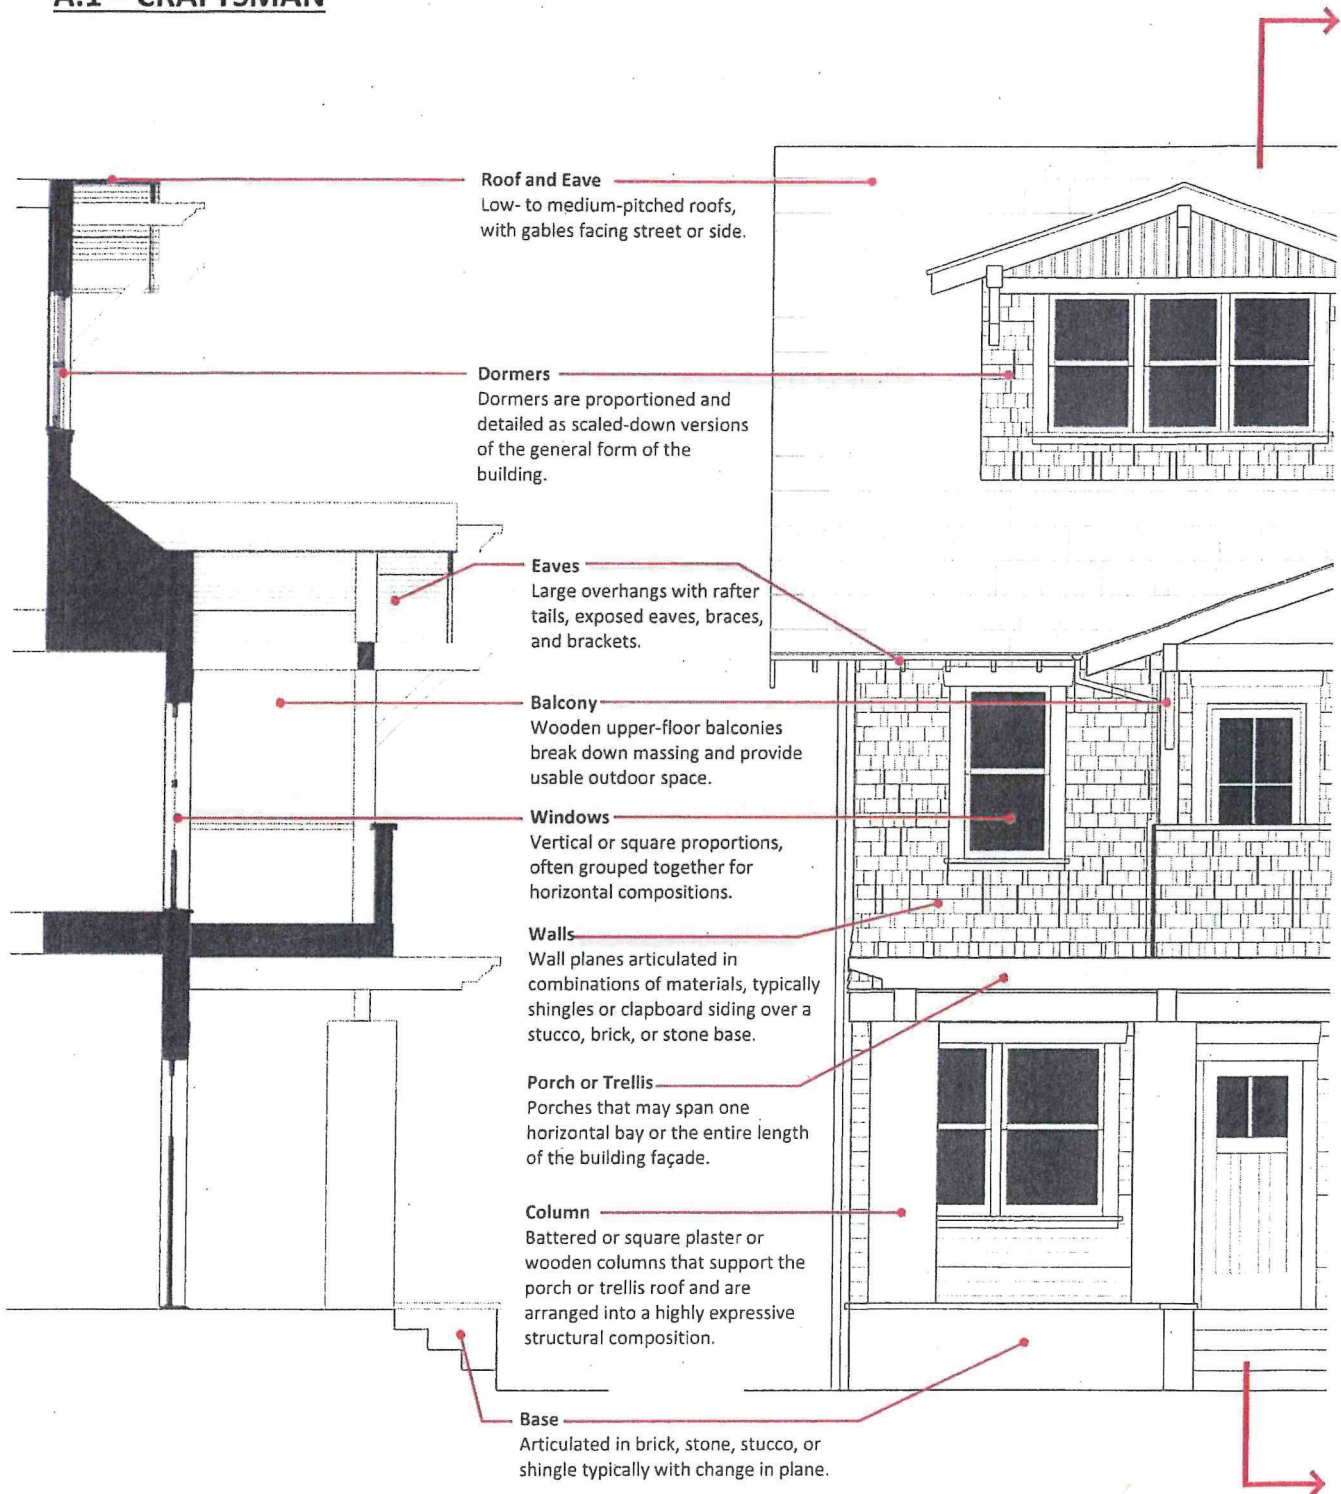 A.1 CRAFTSMAN
Roof and Eave
Low- to medium-pitched roofs,
with gables facing street or side.
Dormers
Dormers are proportioned and
detailed as scaled-down versions
of the general form of the
building.
Eaves
Large overhangs with rafter
tails, exposed eaves, braces,
and brackets.
Balcony
Wooden upper-floor balconies
break down massing and provide
usable outdoor space.
Windows
Vertical or square proportions,
often grouped together for
horizontal compositions.
Walls
Wall planes articulated in
combinations of materials, typically
shingles or clapboard siding over a
stucco, brick, or stone base.
Porch or Trellis
Porches that may span one
horizontal bay or the entire length
of the building façade.
Column
Battered or square plaster or
wooden columns that support the
porch or trellis roof and are
arranged into a highly expressive
structural composition.
Base
Articulated in brick, stone, stucco, or
shingle typically with change in plane.